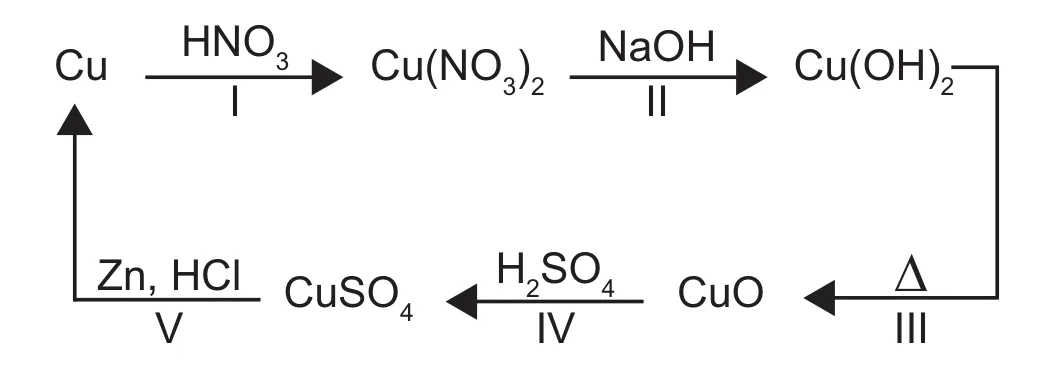 Cu HNO₃ I Cu(NO₃)₂ NaOH II Cu(OH)₂
Zn, HCl V CuSO₄ H₂SO₄ IV CuO Δ III